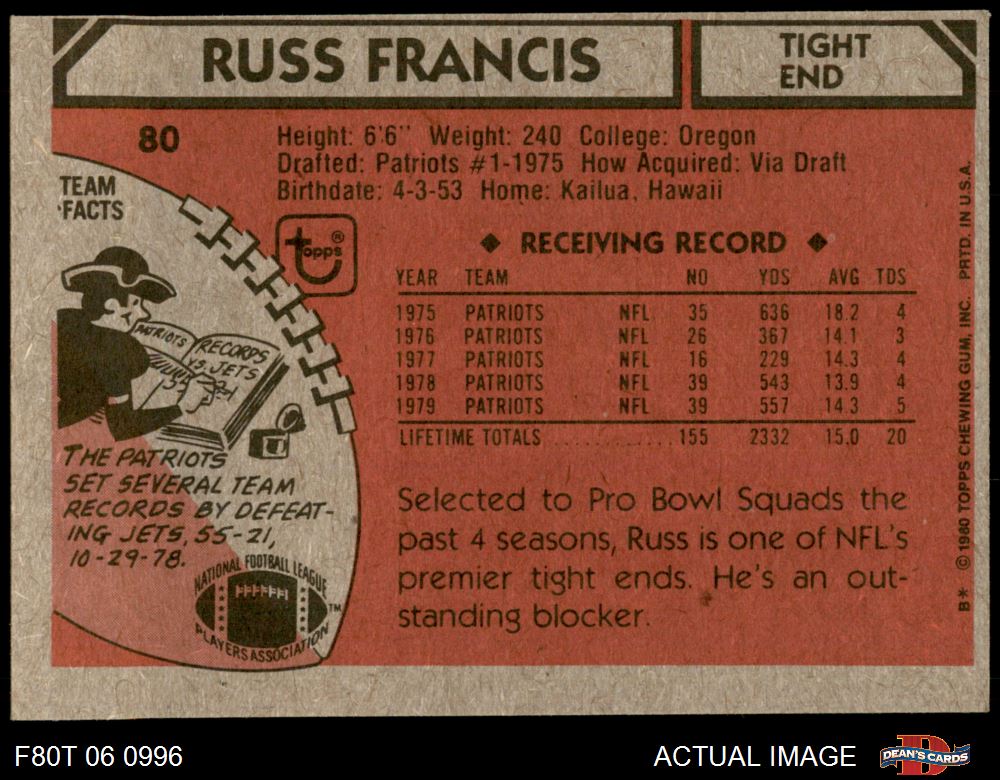 RUSS FRANCIS
TIGHT
END
80
Height: 6'6" Weight: 240 College: Oregon
Drafted: Patriots #1-1975 How Acquired: Via Draft
Birthdate: 4-3-53 Home: Kailua, Hawaii
TEAM
FACTS
topps®
PATRIOTS
RECORDS
VS. JETS
55
THE PATRIOTS
SET SEVERAL TEAM
RECORDS BY DEFEAT-
ING JETS, 55-21,
10-29-78.
NATIONAL FOOTBALL LEAGUE
PLAYERS ASSOCIATION
TM
◆ RECEIVING RECORD ◆
YEAR TEAM NO YDS AVG TDS
1975 PATRIOTS NFL 35 636 18.2 4
1976 PATRIOTS NFL 26 367 14.1 3
1977 PATRIOTS NFL 16 229 14.3 4
1978 PATRIOTS NFL 39 543 13.9 4
1979 PATRIOTS NFL 39 557 14.3 5
LIFETIME TOTALS ............ 155 2332 15.0 20
Selected to Pro Bowl Squads the
past 4 seasons, Russ is one of NFL's
premier tight ends. He's an out-
standing blocker.
B* © 1980 TOPPS CHEWING GUM, INC. PRTD. IN U.S.A.
F80T 06 0996
ACTUAL IMAGE
DEAN'S CARDS